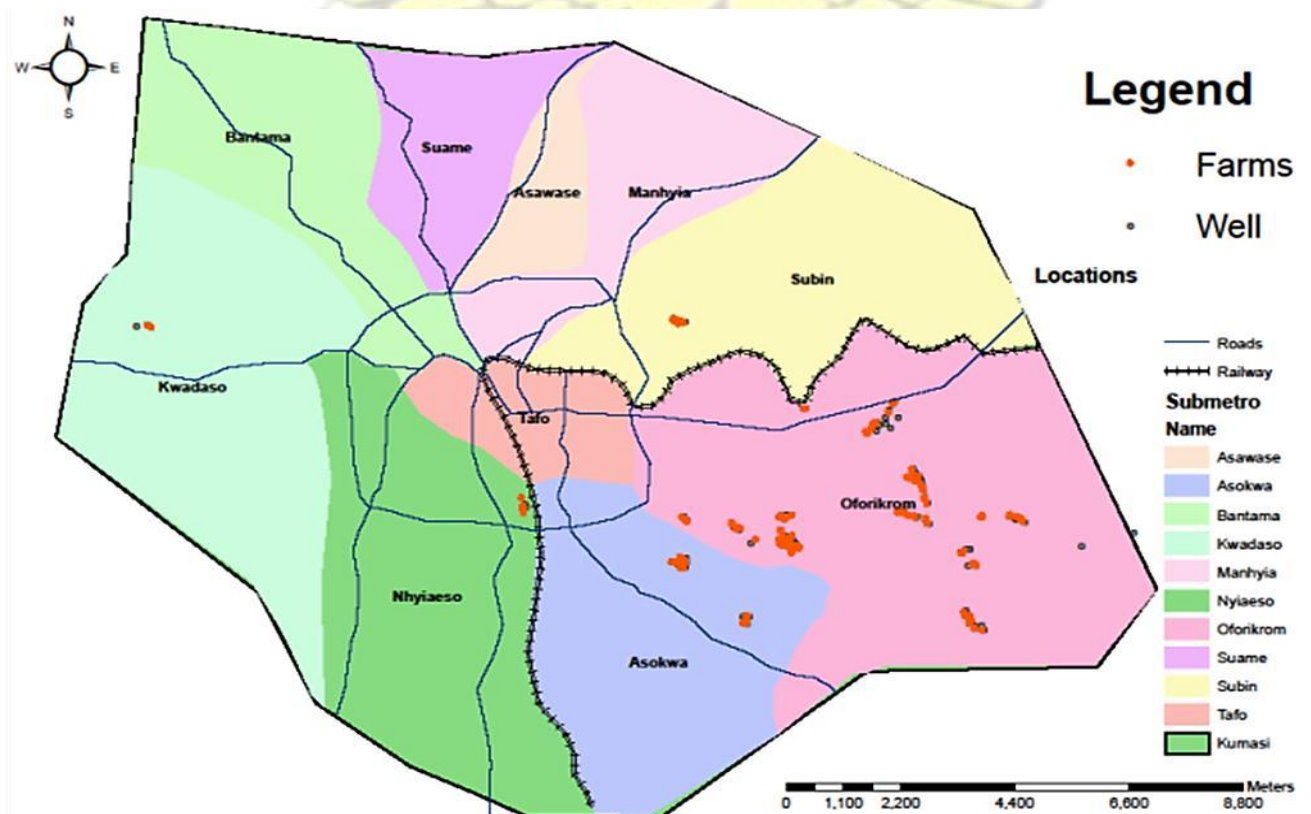 N
W E
S
Bantama
Suame
Asawase
Manhyia
Subin
Kwadaso
Tafo
Oforikrom
Nhyiaeso
Asokwa
Legend
Farms
Well
Locations
Roads
Railway
Submetro
Name
Asawase
Asokwa
Bantama
Kwadaso
Manhyia
Nyiaeso
Oforikrom
Suame
Subin
Tafo
Kumasi
Meters
0 1,100 2,200 4,400 6,600 8,800